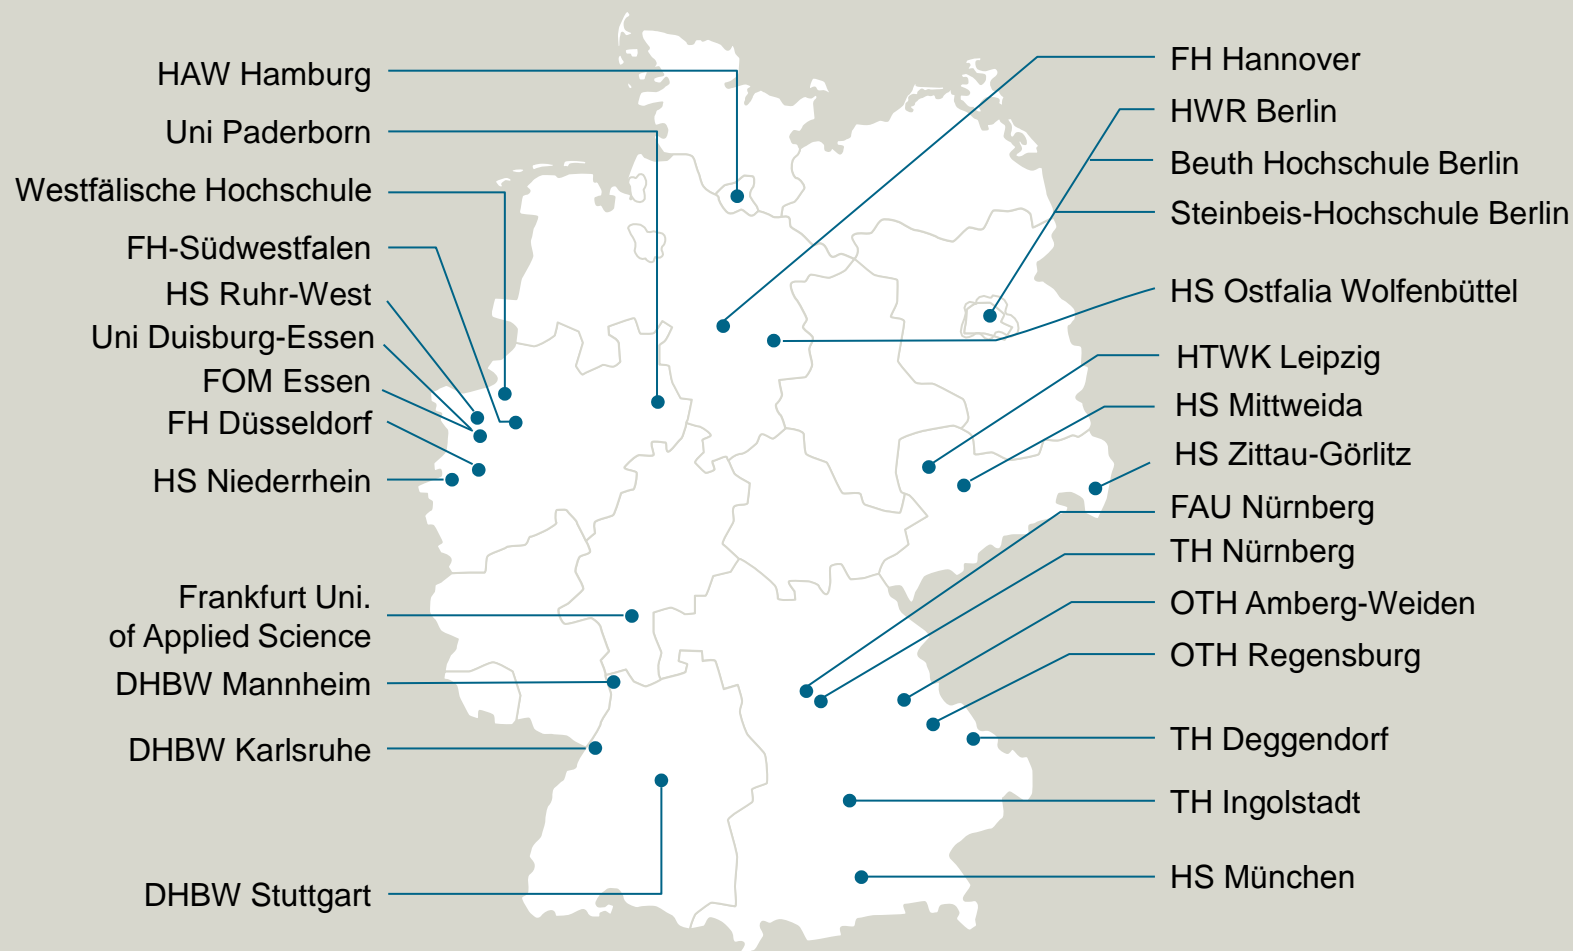 HAW Hamburg
Uni Paderborn
Westfälische Hochschule
FH-Südwestfalen
HS Ruhr-West
Uni Duisburg-Essen
FOM Essen
FH Düsseldorf
HS Niederrhein
Frankfurt Uni.
of Applied Science
DHBW Mannheim
DHBW Karlsruhe
DHBW Stuttgart
FH Hannover
HWR Berlin
Beuth Hochschule Berlin
Steinbeis-Hochschule Berlin
HS Ostfalia Wolfenbüttel
HTWK Leipzig
HS Mittweida
HS Zittau-Görlitz
FAU Nürnberg
TH Nürnberg
OTH Amberg-Weiden
OTH Regensburg
TH Deggendorf
TH Ingolstadt
HS München